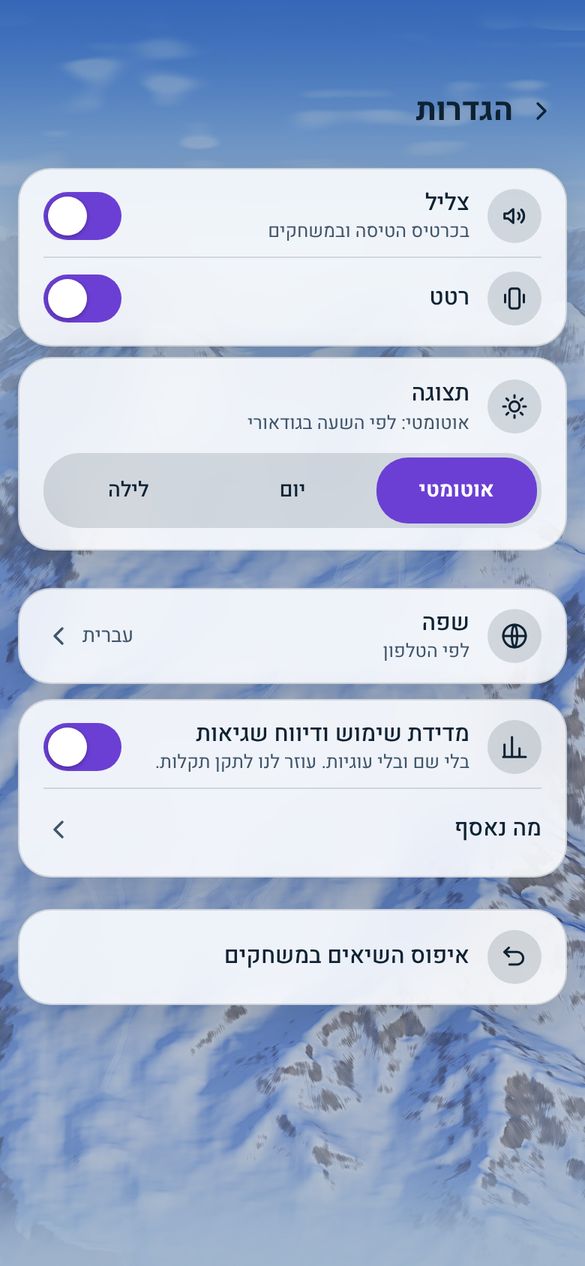 הגדרות
צליל
בכרטיס הטיסה ובמשחקים
רטט
תצוגה
אוטומטי: לפי השעה בגודאורי
אוטומטי
יום
לילה
שפה
לפי הטלפון
עברית
מדידת שימוש ודיווח שגיאות
בלי שם ובלי עוגיות. עוזר לנו לתקן תקלות.
מה נאסף
איפוס השיאים במשחקים